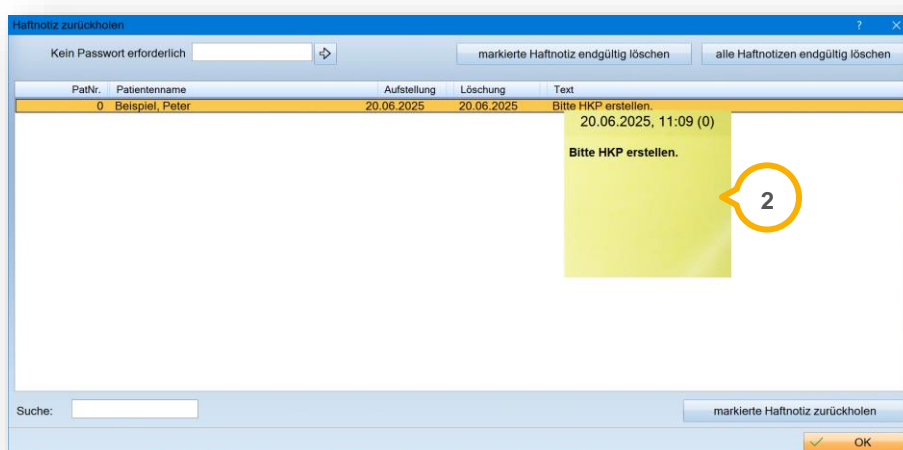 Haftnotiz zurückholen ? ×
Kein Passwort erforderlich markierte Haftnotiz endgültig löschen alle Haftnotizen endgültig löschen
PatNr. Patientenname Aufstellung Löschung Text
0 Beispiel, Peter 20.06.2025 20.06.2025 Bitte HKP erstellen.
20.06.2025, 11:09 (0)
Bitte HKP erstellen.
2
Suche: markierte Haftnotiz zurückholen
OK